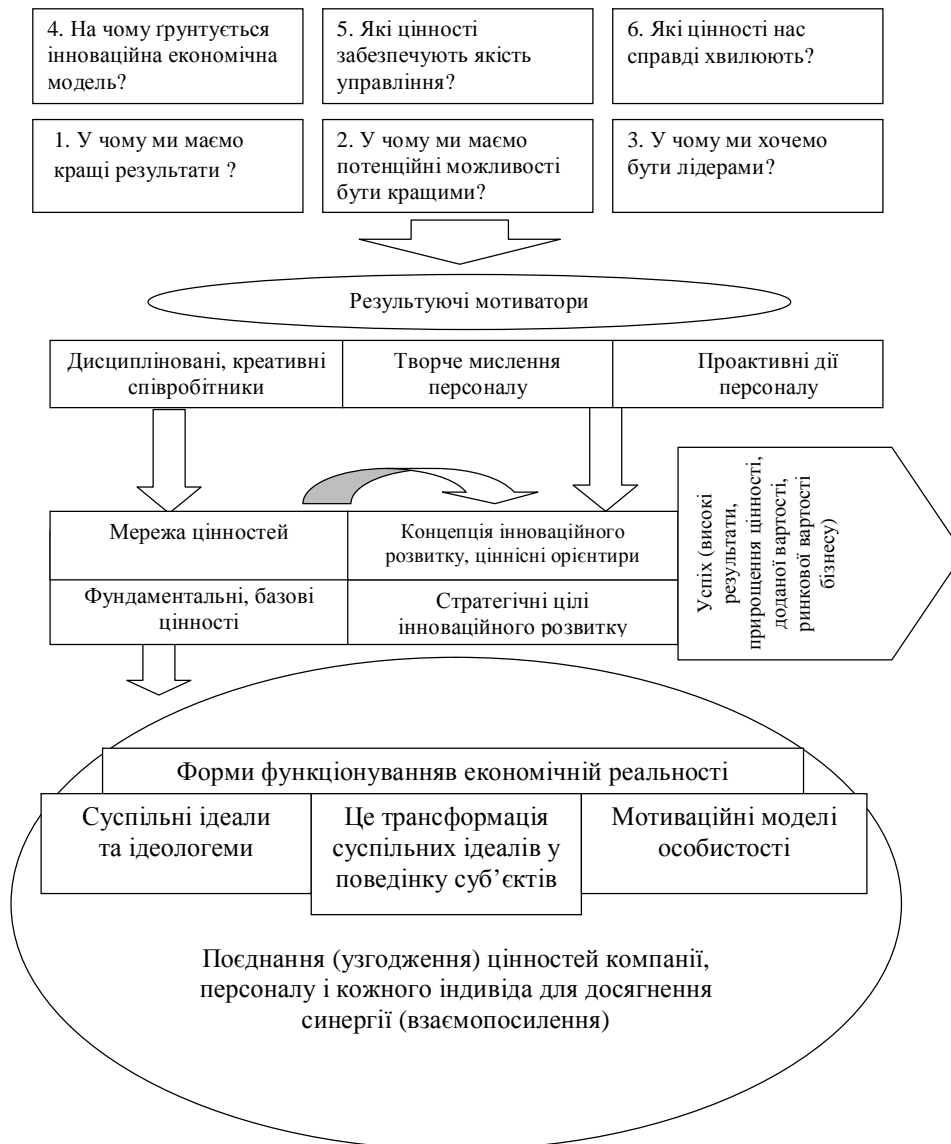 4. На чому ґрунтується
інноваційна економічна
модель?
5. Які цінності
забезпечують якість
управління?
6. Які цінності нас
справді хвилюють?
1. У чому ми маємо
кращі результати ?
2. У чому ми маємо
потенційні можливості
бути кращими?
3. У чому ми хочемо
бути лідерами?
Результуючі мотиватори
Дисципліновані, креативні
співробітники
Творче мислення
персоналу
Проактивні дії
персоналу
Мережа цінностей
Концепція інноваційного
розвитку, ціннісні орієнтири
Фундаментальні, базові
цінності
Стратегічні цілі
інноваційного розвитку
Успіх (високі
результати,
прирощення цінності,
доданої вартості,
ринкової вартості
бізнесу)
Форми функціонуванняв економічній реальності
Суспільні ідеали
та ідеологеми
Це трансформація
суспільних ідеалів у
поведінку суб’єктів
Мотиваційні моделі
особистості
Поєднання (узгодження) цінностей компанії,
персоналу і кожного індивіда для досягнення
синергії (взаємопосилення)